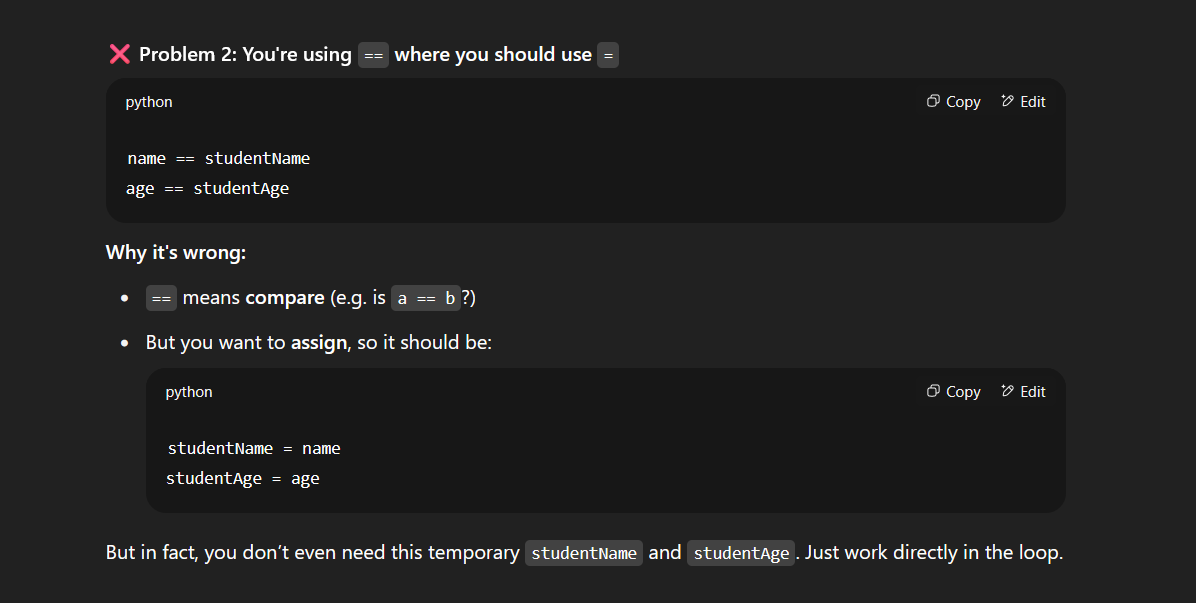 ❌ Problem 2: You're using == where you should use =
python
Copy
Edit
name == studentName
age == studentAge
Why it's wrong:
• == means compare (e.g. is a == b?)
• But you want to assign, so it should be:
python
Copy
Edit
studentName = name
studentAge = age
But in fact, you don’t even need this temporary studentName and studentAge. Just work directly in the loop.